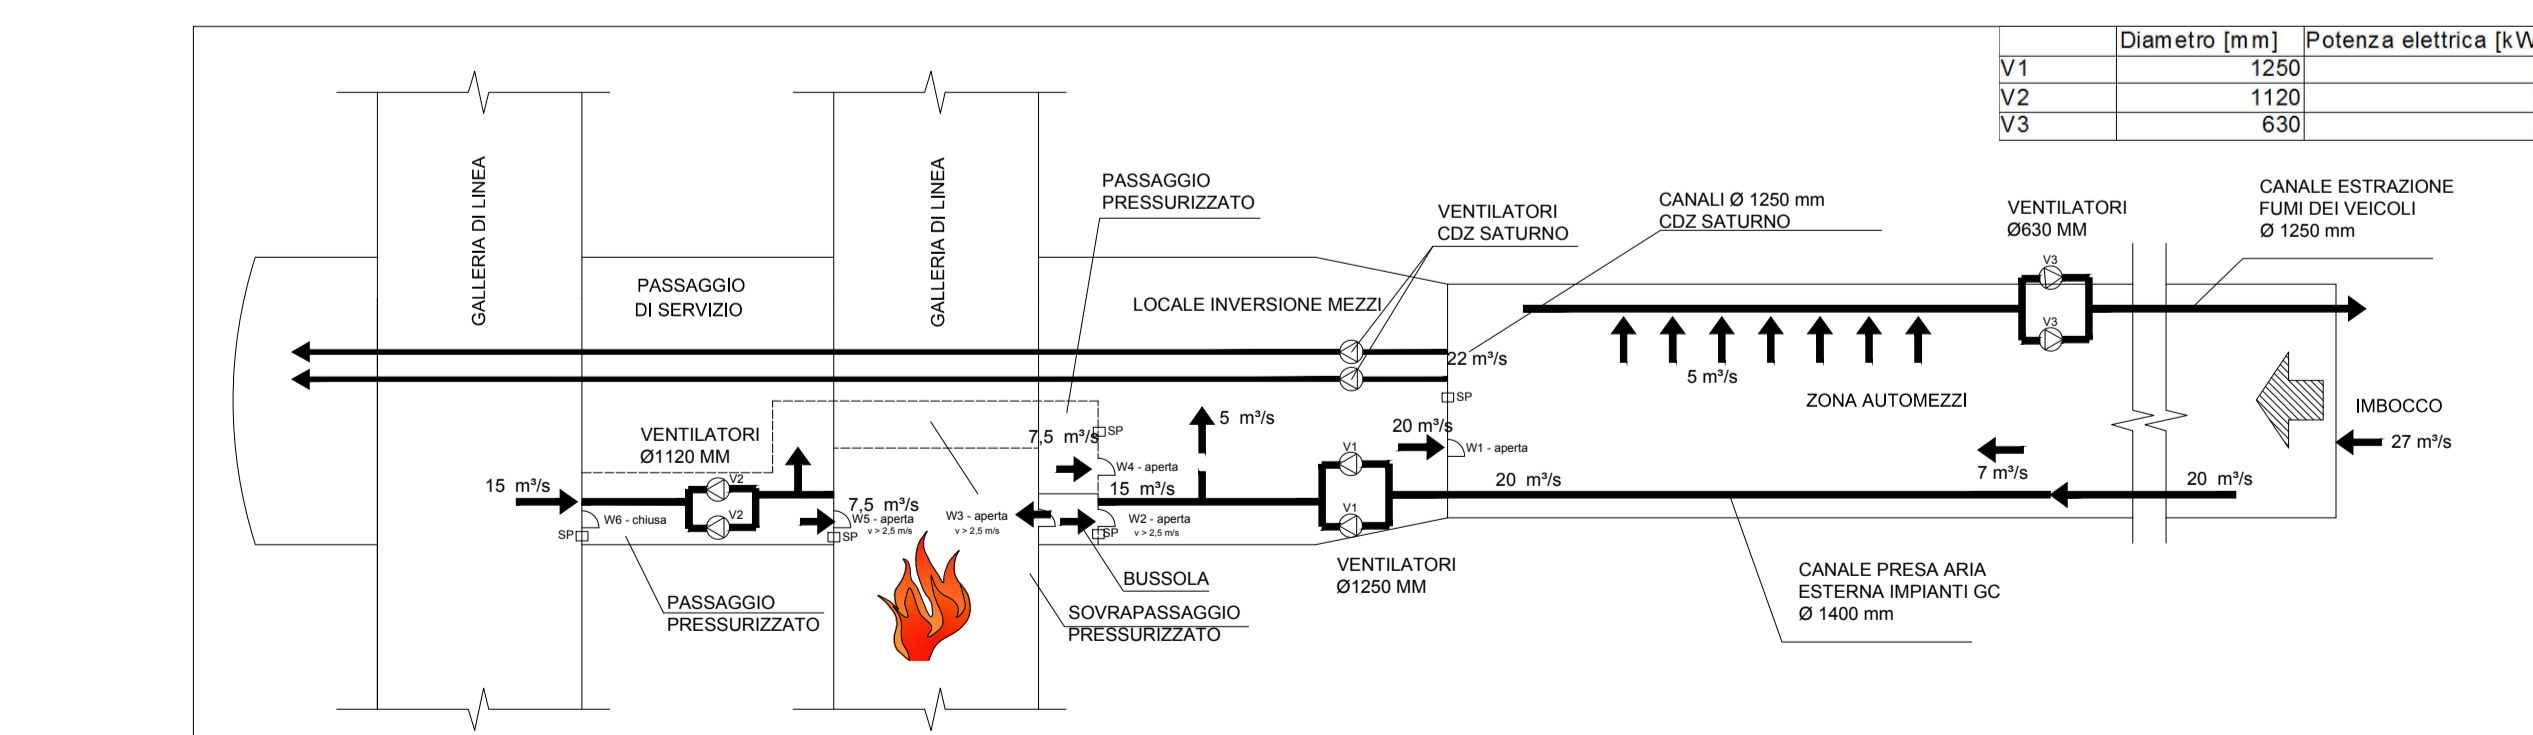 Diametro [mm] Potenza elettrica [kW
V1 1250
V2 1120
V3 630
GALLERIA DI LINEA
GALLERIA DI LINEA
PASSAGGIO
PRESSURIZZATO
VENTILATORI
CDZ SATURNO
CANALI Ø 1250 mm
CDZ SATURNO
VENTILATORI
Ø630 MM
CANALE ESTRAZIONE
FUMI DEI VEICOLI
Ø 1250 mm
PASSAGGIO
DI SERVIZIO
LOCALE INVERSIONE MEZZI
V3
V3
22 m³/s
5 m³/s
SP
ZONA AUTOMEZZI
IMBOCCO
27 m³/s
VENTILATORI
Ø1120 MM
7,5 m³/s
SP
5 m³/s
20 m³/s
W1 - aperta
V1
W4 - aperta
7 m³/s
15 m³/s
V2
15 m³/s
20 m³/s
20 m³/s
7,5 m³/s
W6 - chiusa
V2
W5 - aperta
v > 2,5 m/s
W3 - aperta
v > 2,5 m/s
W2 - aperta
v > 2,5 m/s
V1
SP
SP
SP
BUSSOLA
VENTILATORI
Ø1250 MM
CANALE PRESA ARIA
ESTERNA IMPIANTI GC
Ø 1400 mm
PASSAGGIO
PRESSURIZZATO
SOVRAPASSAGGIO
PRESSURIZZATO